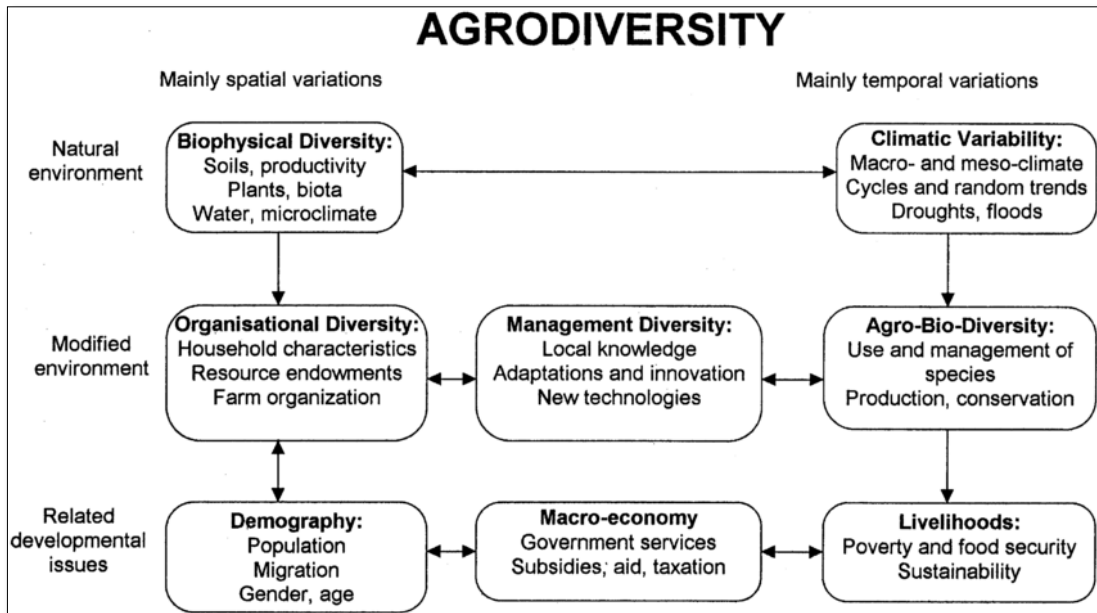 AGRODIVERSITY
Mainly spatial variations
Mainly temporal variations
Natural
environment
Biophysical Diversity:
Soils, productivity
Plants, biota
Water, microclimate
Climatic Variability:
Macro- and meso-climate
Cycles and random trends
Droughts, floods
Modified
environment
Organisational Diversity:
Household characteristics
Resource endowments
Farm organization
Management Diversity:
Local knowledge
Adaptations and innovation
New technologies
Agro-Bio-Diversity:
Use and management of
species
Production, conservation
Related
developmental
issues
Demography:
Population
Migration
Gender, age
Macro-economy
Government services
Subsidies, aid, taxation
Livelihoods:
Poverty and food security
Sustainability